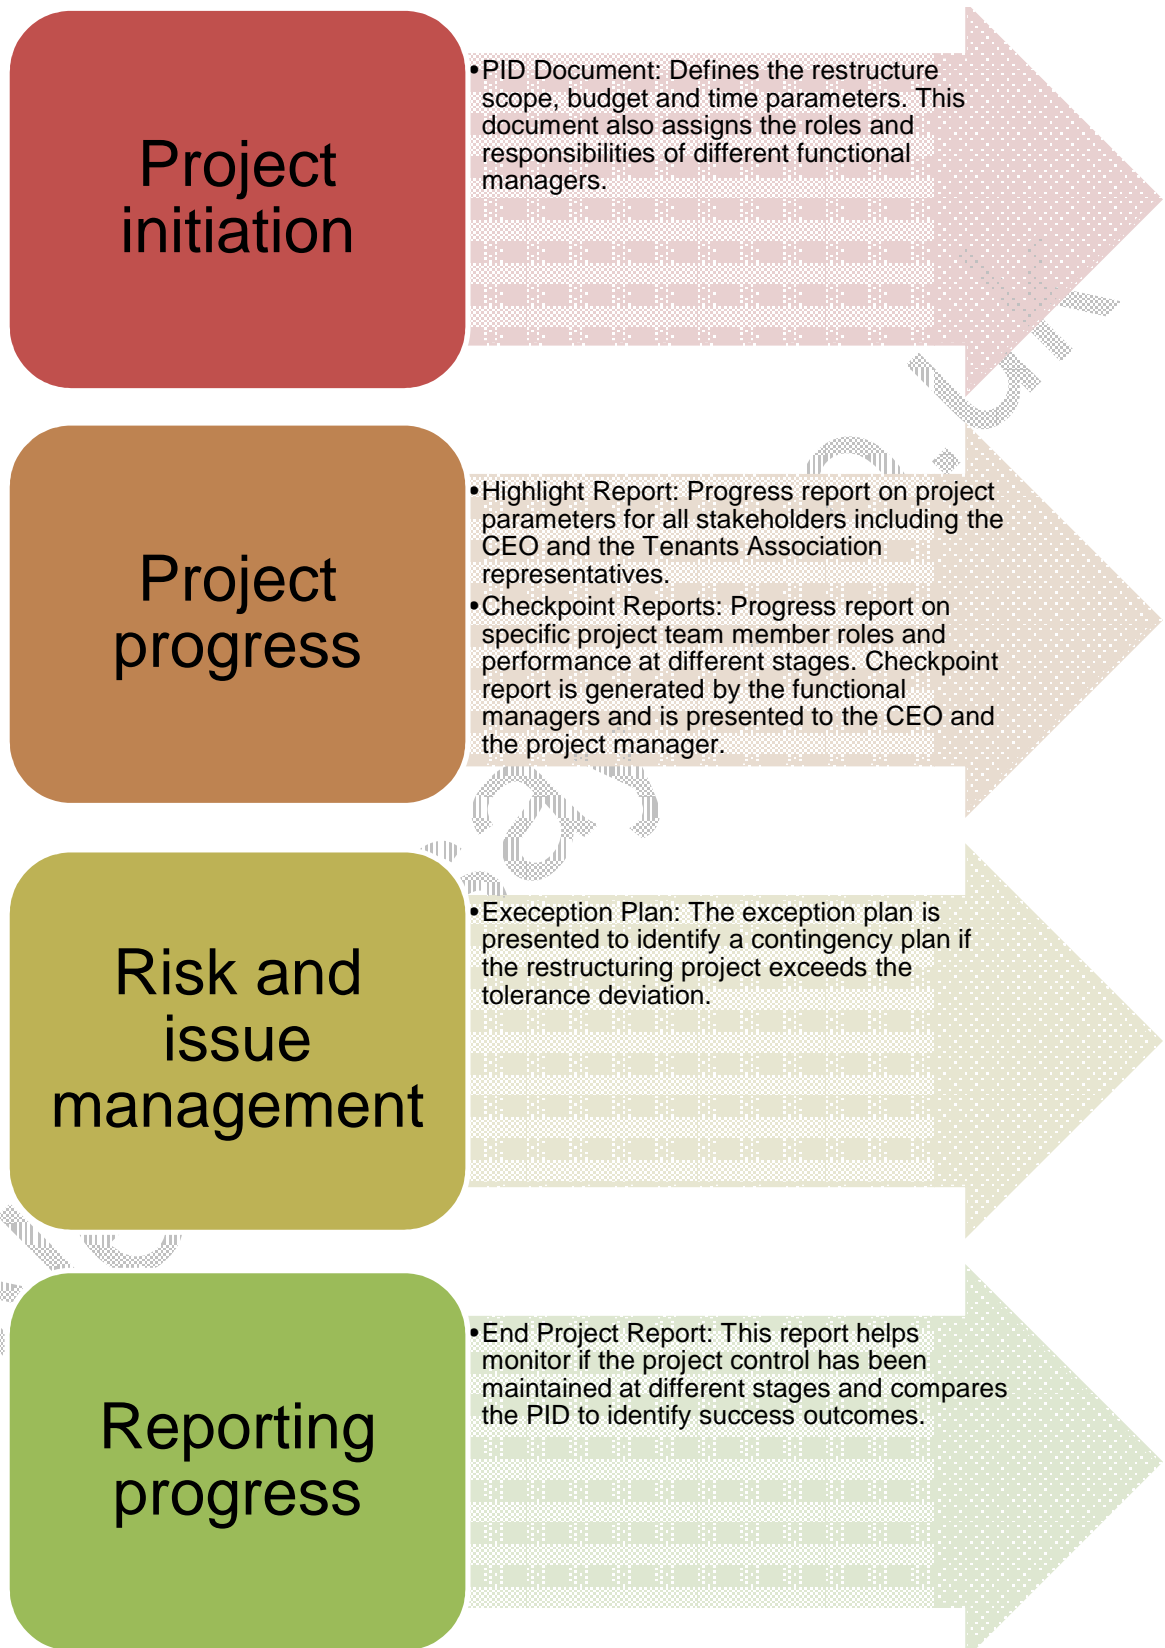 Project
initiation
•PID Document: Defines the restructure
scope, budget and time parameters. This
document also assigns the roles and
responsibilities of different functional
managers.
Project
progress
•Highlight Report: Progress report on project
parameters for all stakeholders including the
CEO and the Tenants Association
representatives.
•Checkpoint Reports: Progress report on
specific project team member roles and
performance at different stages. Checkpoint
report is generated by the functional
managers and is presented to the CEO and
the project manager.
Risk and
issue
management
•Exeception Plan: The exception plan is
presented to identify a contingency plan if
the restructuring project exceeds the
tolerance deviation.
Reporting
progress
•End Project Report: This report helps
monitor if the project control has been
maintained at different stages and compares
the PID to identify success outcomes.